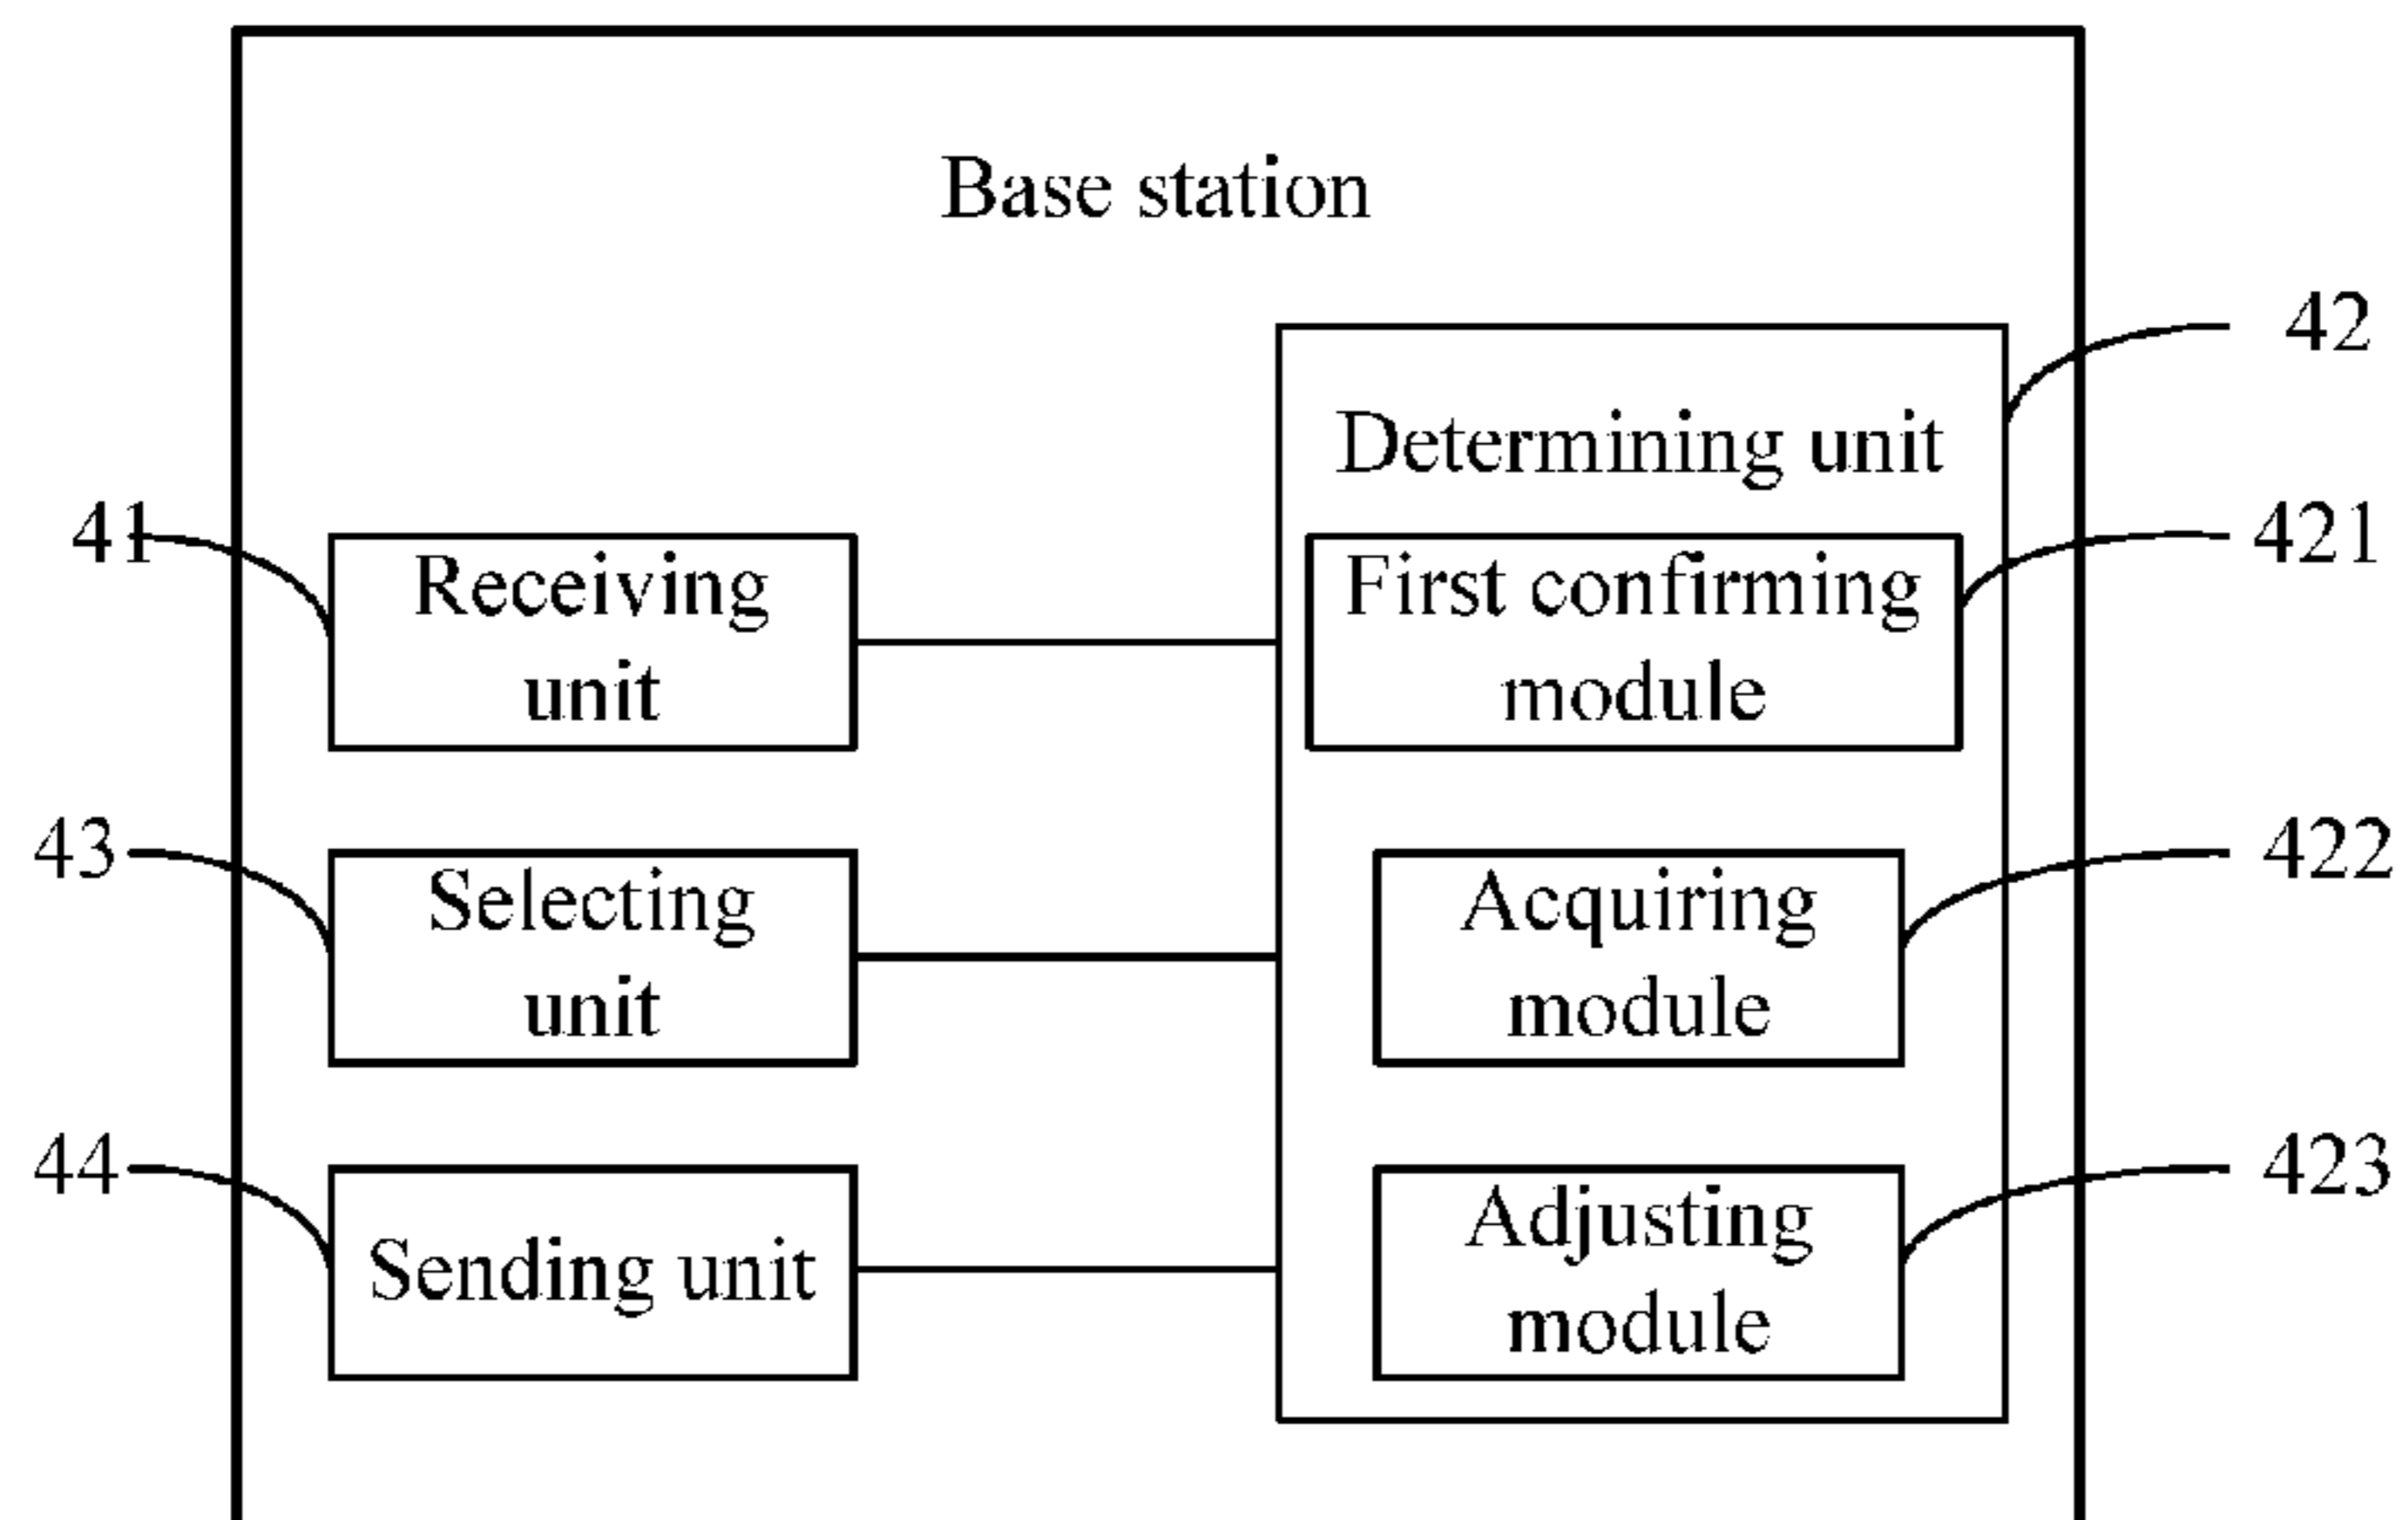 Base station
42
Determining unit
41
Receiving
unit
First confirming
module
421
43
Selecting
unit
Acquiring
module
422
44
Sending unit
Adjusting
module
423